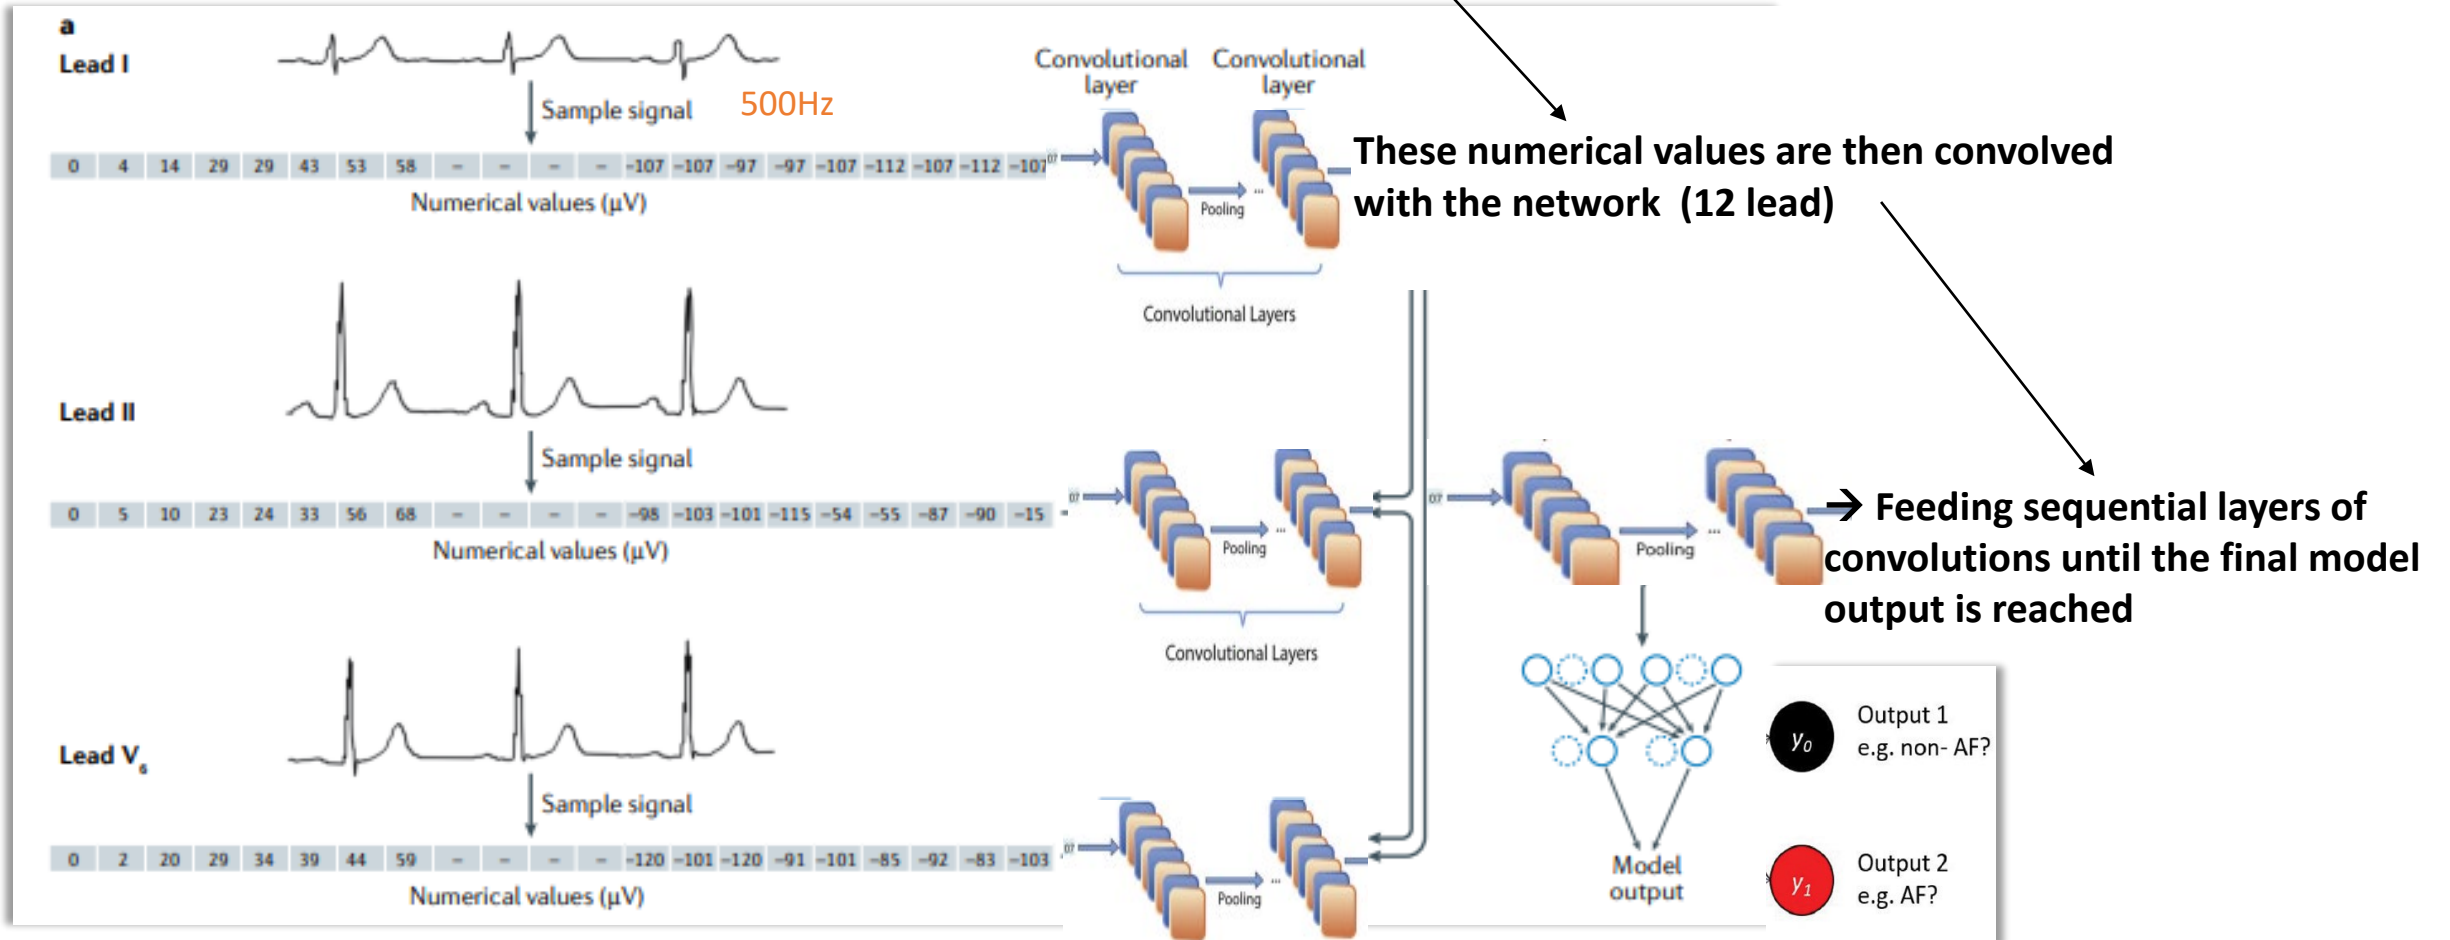 a
Lead I
Sample signal
500Hz
0 4 14 29 29 43 53 58 – – – – –107 –107 –97 –97 –107 –112 –107 –112 –107
Numerical values (µV)
Convolutional layer
Convolutional layer
07
Pooling
...
Convolutional Layers
These numerical values are then convolved
with the network (12 lead)
Lead II
Sample signal
0 5 10 23 24 33 56 68 – – – – –98 –103 –101 –115 –54 –55 –87 –90 –15
Numerical values (µV)
07
Pooling
...
Convolutional Layers
07
Pooling
...
→ Feeding sequential layers of
convolutions until the final model
output is reached
Lead V6
Sample signal
0 2 20 29 34 39 44 59 – – – – –120 –101 –120 –91 –101 –85 –92 –83 –103
Numerical values (µV)
07
Pooling
...
Model
output
y0
Output 1
e.g. non- AF?
y1
Output 2
e.g. AF?